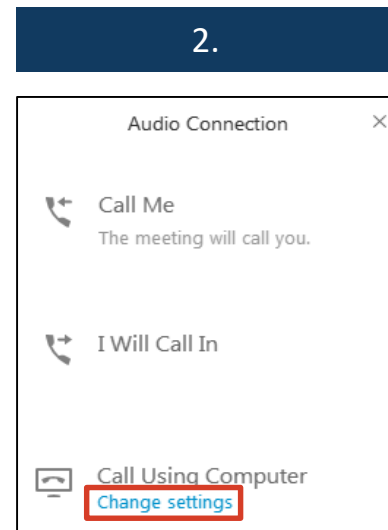 2.
Audio Connection
Call Me
The meeting will call you.
I Will Call In
Call Using Computer
Change settings